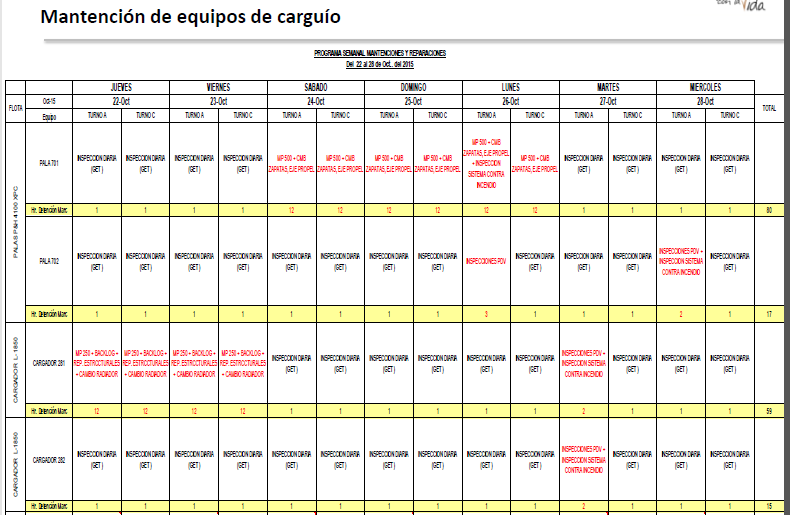 Vida
Mantención de equipos de carguío
PROGRAMA SEMANAL MANTENCIONES Y REPARACIONES
Del 22 al 28 de Oct. del 2015
JUEVES VIERNES SABADO DOMINGO LUNES MARTES MIERCOLES
FLOTA Oct-15 22-Oct 23-Oct 24-Oct 25-Oct 26-Oct 27-Oct 28-Oct TOTAL
Equipo TURNO A TURNO C TURNO A TURNO C TURNO A TURNO C TURNO A TURNO C TURNO A TURNO C TURNO A TURNO C TURNO A TURNO C
PALAS P&H 4100 XPC
PALA 701
INSPECCION DIARIA (GET)
INSPECCION DIARIA (GET)
INSPECCION DIARIA (GET)
INSPECCION DIARIA (GET)
MP 500 + CMB ZAPATAS, EJE PROPEL
MP 500 + CMB ZAPATAS, EJE PROPEL
MP 500 + CMB ZAPATAS, EJE PROPEL
MP 500 + CMB ZAPATAS, EJE PROPEL
MP 500 + CMB ZAPATAS, EJE PROPEL + INSPECCION SISTEMA CONTRA INCENDIO
MP 500 + CMB ZAPATAS, EJE PROPEL
INSPECCION DIARIA (GET)
INSPECCION DIARIA (GET)
INSPECCION DIARIA (GET)
INSPECCION DIARIA (GET)
Hr. Detención Marc 1 1 1 1 12 12 12 12 12 12 1 1 1 1 80
PALA 702
INSPECCION DIARIA (GET)
INSPECCION DIARIA (GET)
INSPECCION DIARIA (GET)
INSPECCION DIARIA (GET)
INSPECCION DIARIA (GET)
INSPECCION DIARIA (GET)
INSPECCION DIARIA (GET)
INSPECCION DIARIA (GET)
INSPECCIONES PDV
INSPECCION DIARIA (GET)
INSPECCION DIARIA (GET)
INSPECCION DIARIA (GET)
INSPECCIONES PDV + INSPECCION SISTEMA CONTRA INCENDIO
INSPECCION DIARIA (GET)
Hr. Detención Marc 1 1 1 1 1 1 1 1 3 1 1 1 2 1 17
CARGADOR L-1850
CARGADOR 281
MP 250 + BACKLOG + REP. ESTRUCTURALES + CAMBIO RADIADOR
MP 250 + BACKLOG + REP. ESTRUCTURALES + CAMBIO RADIADOR
MP 250 + BACKLOG + REP. ESTRUCTURALES + CAMBIO RADIADOR
MP 250 + BACKLOG + REP. ESTRUCTURALES + CAMBIO RADIADOR
INSPECCION DIARIA (GET)
INSPECCION DIARIA (GET)
INSPECCION DIARIA (GET)
INSPECCION DIARIA (GET)
INSPECCION DIARIA (GET)
INSPECCION DIARIA (GET)
INSPECCIONES PDV + INSPECCION SISTEMA CONTRA INCENDIO
INSPECCION DIARIA (GET)
INSPECCION DIARIA (GET)
INSPECCION DIARIA (GET)
Hr. Detención Marc 12 12 12 12 1 1 1 1 1 1 2 1 1 1 59
CARGADOR L-1850
CARGADOR 282
INSPECCION DIARIA (GET)
INSPECCION DIARIA (GET)
INSPECCION DIARIA (GET)
INSPECCION DIARIA (GET)
INSPECCION DIARIA (GET)
INSPECCION DIARIA (GET)
INSPECCION DIARIA (GET)
INSPECCION DIARIA (GET)
INSPECCION DIARIA (GET)
INSPECCION DIARIA (GET)
INSPECCIONES PDV + INSPECCION SISTEMA CONTRA INCENDIO
INSPECCION DIARIA (GET)
INSPECCION DIARIA (GET)
INSPECCION DIARIA (GET)
Hr. Detención Marc 1 1 1 1 1 1 1 1 1 1 2 1 1 1 15